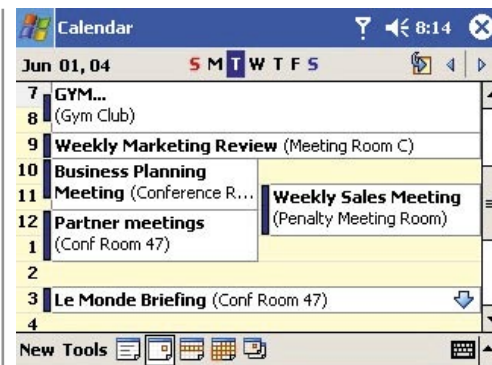 Calendar 8:14
Jun 01, 04 S M T W T F S
7 GYM...
8 (Gym Club)
9 Weekly Marketing Review (Meeting Room C)
10 Business Planning
11 Meeting (Conference R...
Weekly Sales Meeting
(Penalty Meeting Room)
12 Partner meetings
1 (Conf Room 47)
2
3 Le Monde Briefing (Conf Room 47)
4
New Tools